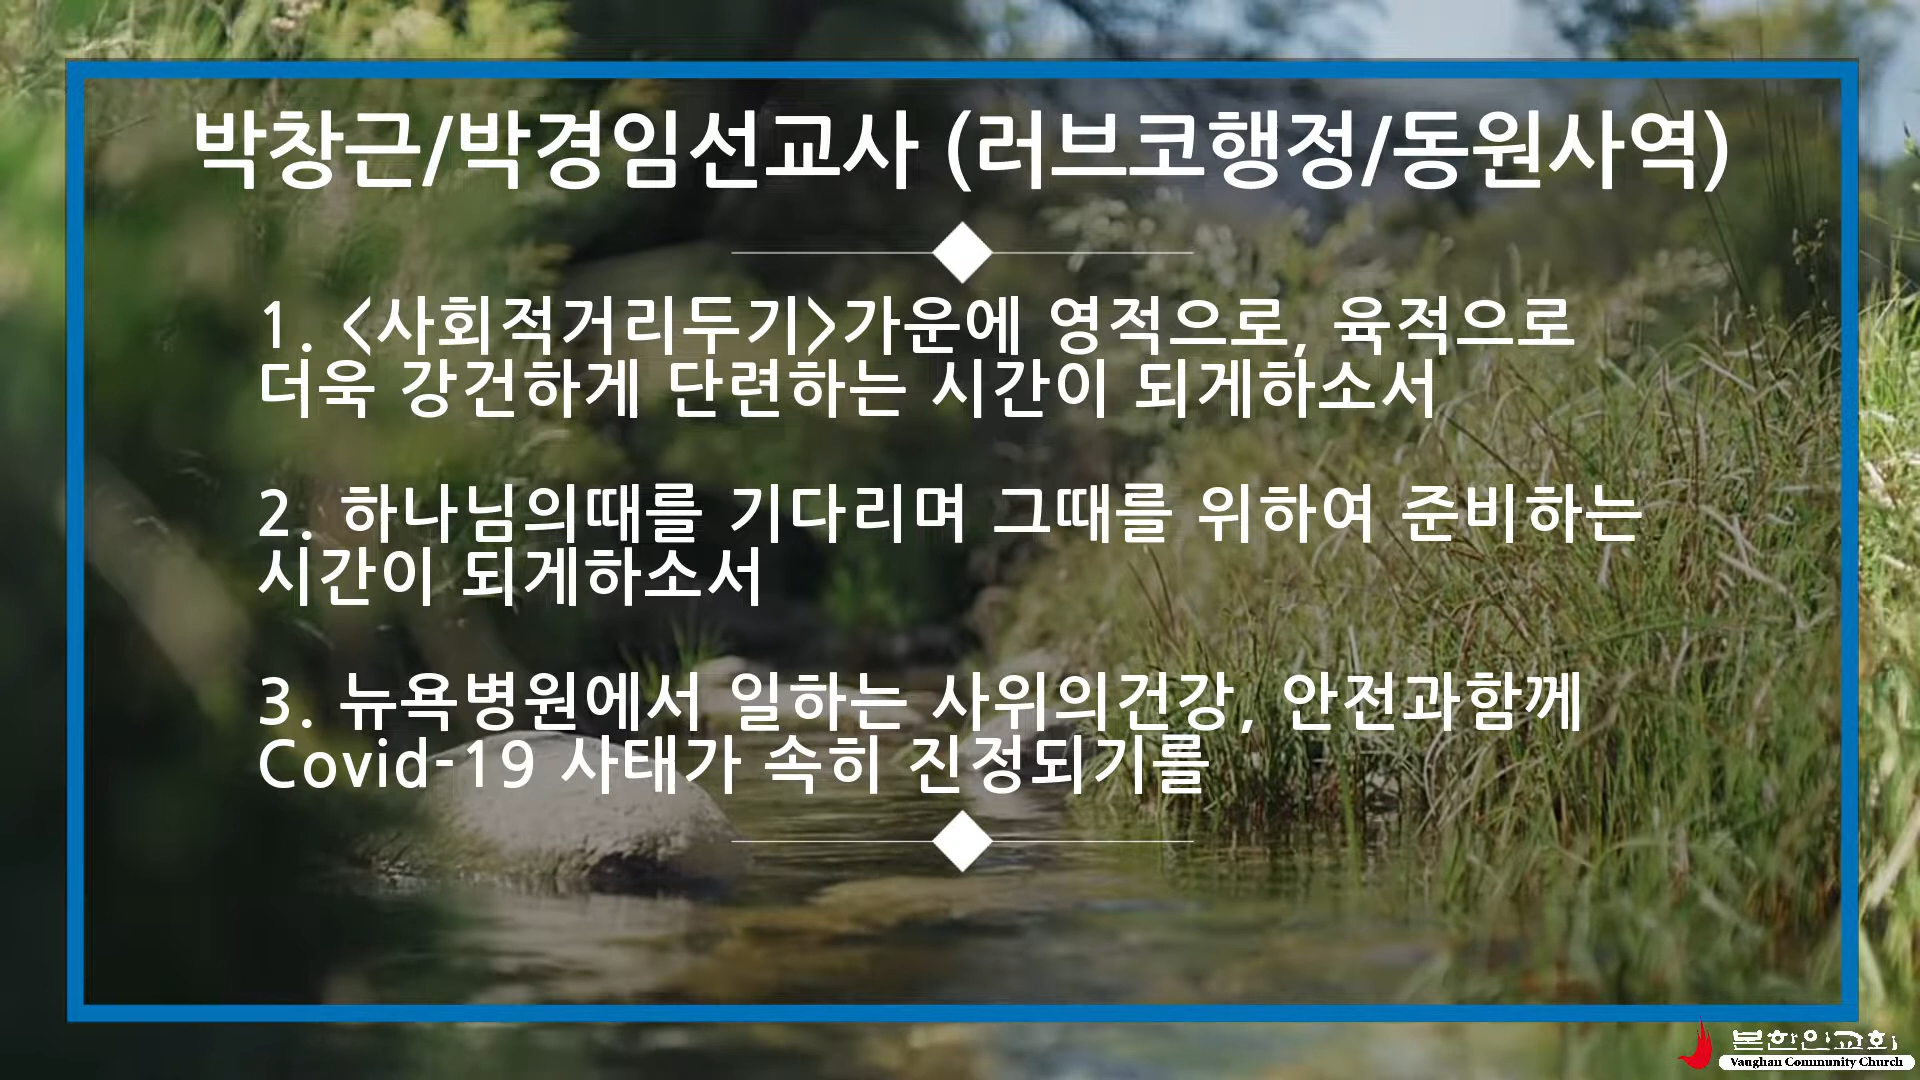 박창근/박경임선교사 (러브코행정/동원사역)
1. <사회적거리두기>가운에 영적으로, 육적으로
더욱 강건하게 단련하는 시간이 되게하소서
2. 하나님의때를 기다리며 그때를 위하여 준비하는
시간이 되게하소서
3. 뉴욕병원에서 일하는 사위의건강, 안전과함께
Covid-19 사태가 속히 진정되기를
본한인교회
Vaughan Community Church